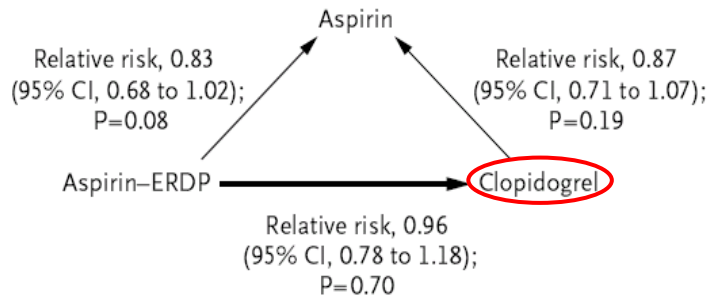 Aspirin
Relative risk, 0.83
(95% CI, 0.68 to 1.02);
P=0.08
Relative risk, 0.87
(95% CI, 0.71 to 1.07);
P=0.19
Aspirin–ERDP
Clopidogrel
Relative risk, 0.96
(95% CI, 0.78 to 1.18);
P=0.70